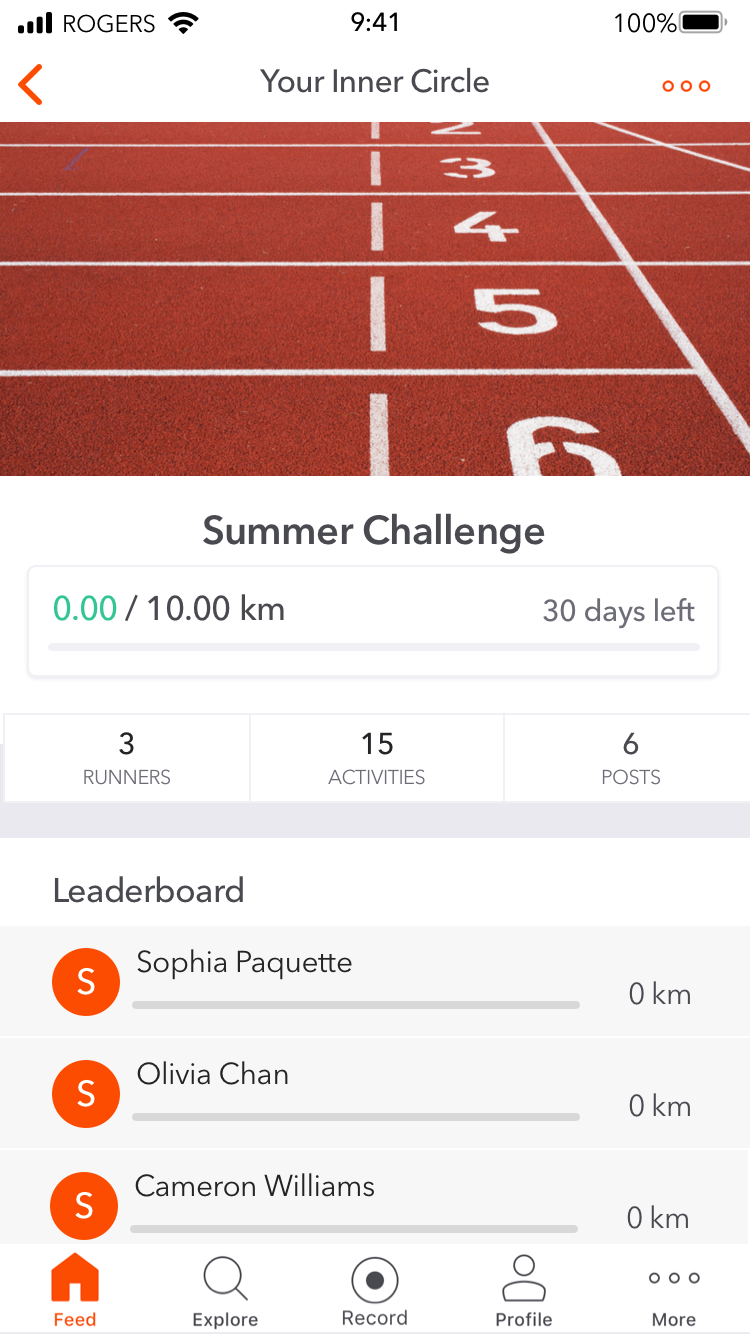 ROGERS 9:41 100%
Your Inner Circle
2
3
4
5
6
Summer Challenge
0.00 / 10.00 km 30 days left
3 15 6
RUNNERS ACTIVITIES POSTS
Leaderboard
S Sophia Paquette 0 km
S Olivia Chan 0 km
S Cameron Williams 0 km
Feed Explore Record Profile More